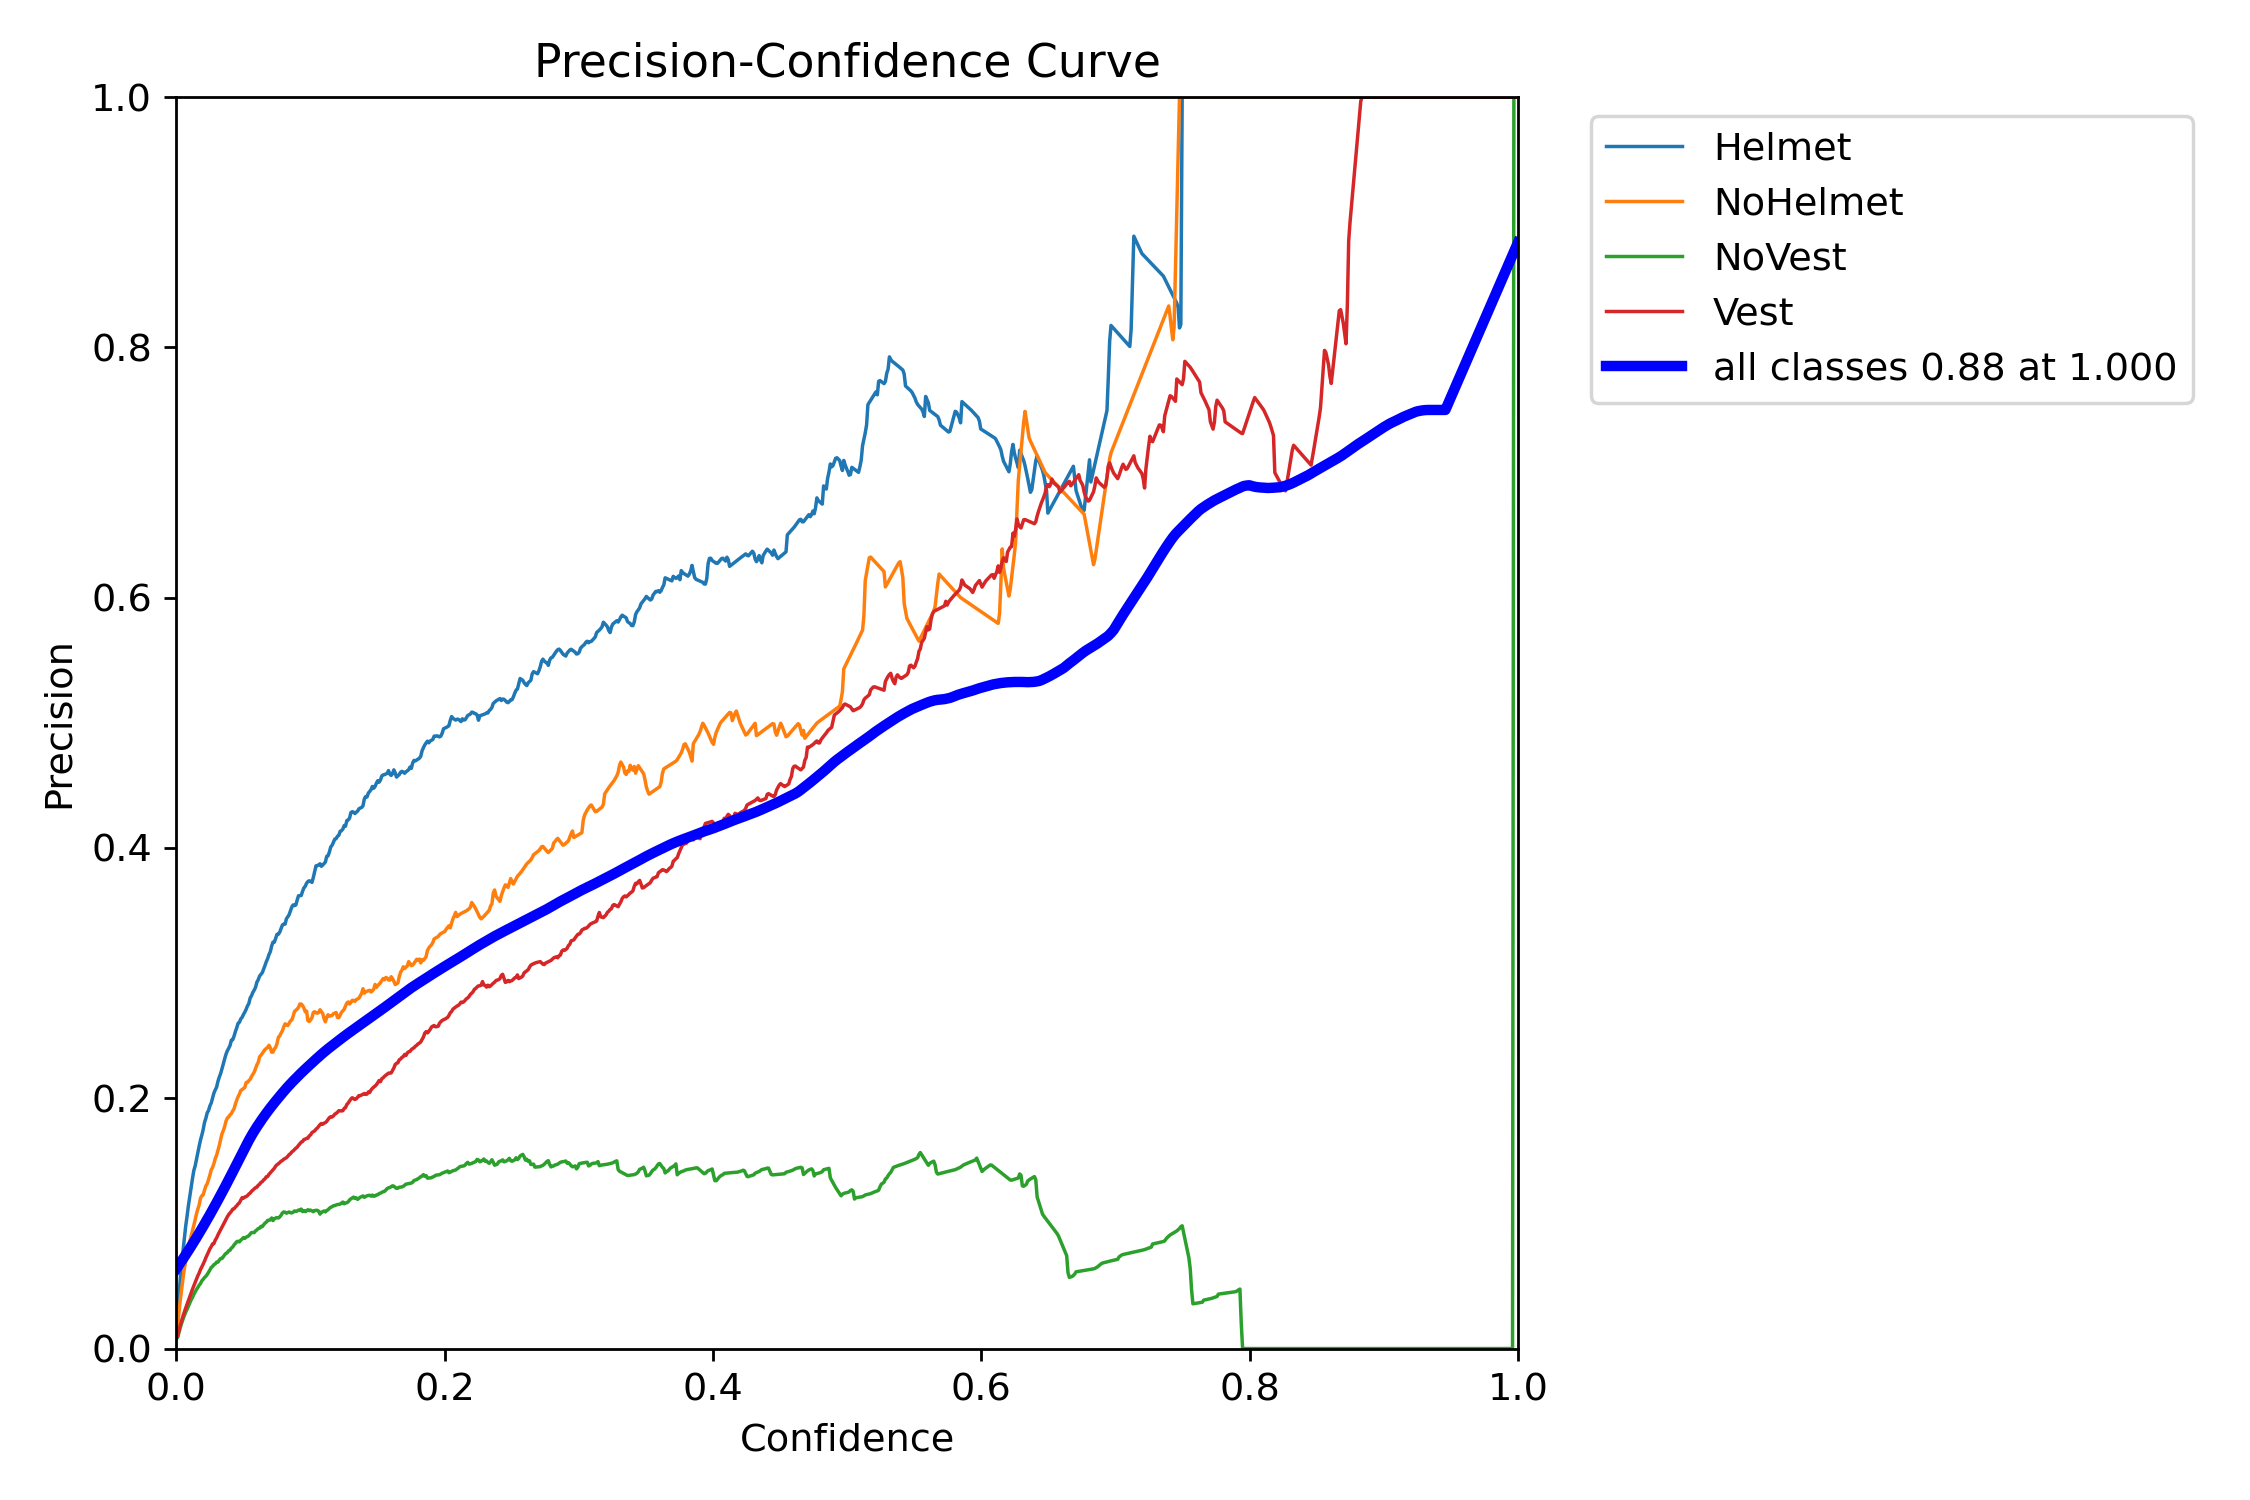 Precision-Confidence Curve
1.0
0.8
0.6
0.4
0.2
0.0
Precision
0.0 0.2 0.4 0.6 0.8 1.0
Confidence
Helmet
NoHelmet
NoVest
Vest
all classes 0.88 at 1.000